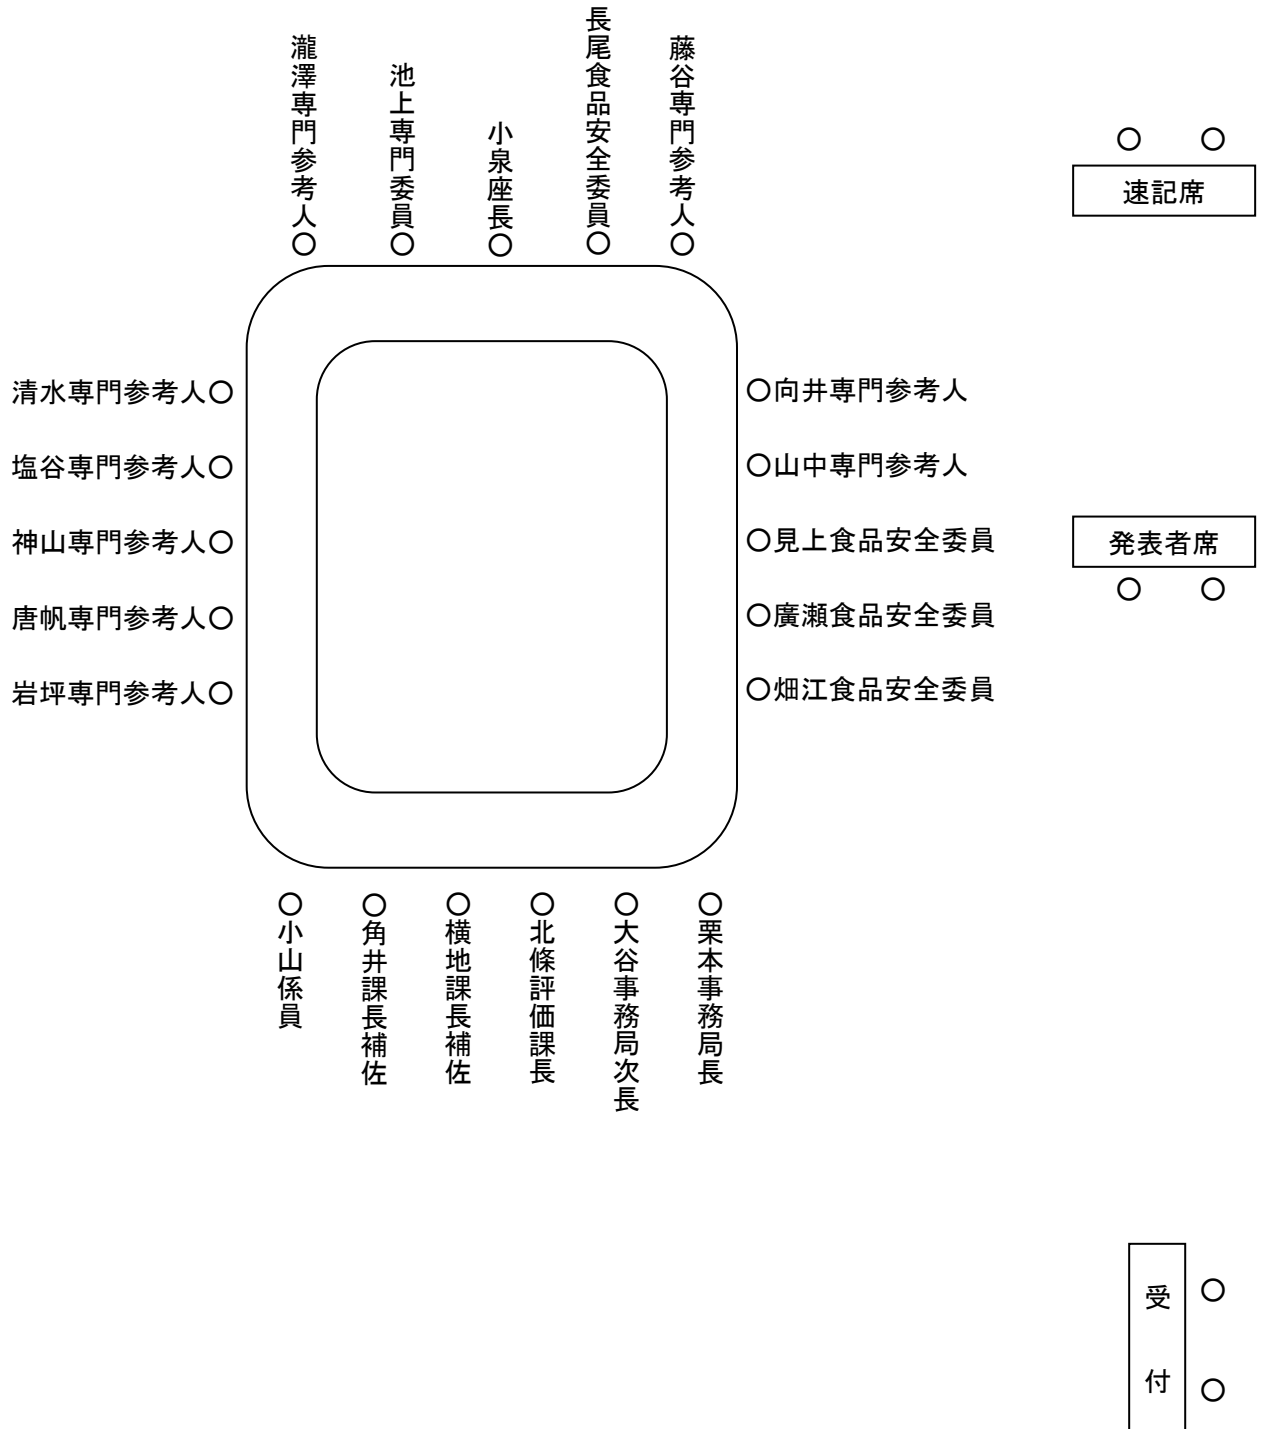 瀧澤専門参考人○
池上専門委員○
小泉座長○
長尾食品安全委員○
藤谷専門参考人○
速記席
清水専門参考人○
塩谷専門参考人○
神山専門参考人○
唐帆専門参考人○
岩坪専門参考人○
○向井専門参考人
○山中専門参考人
○見上食品安全委員
○廣瀬食品安全委員
○畑江食品安全委員
発表者席
○小山係員
○角井課長補佐
○横地課長補佐
○北條評価課長
○大谷事務局次長
○栗本事務局長
受付